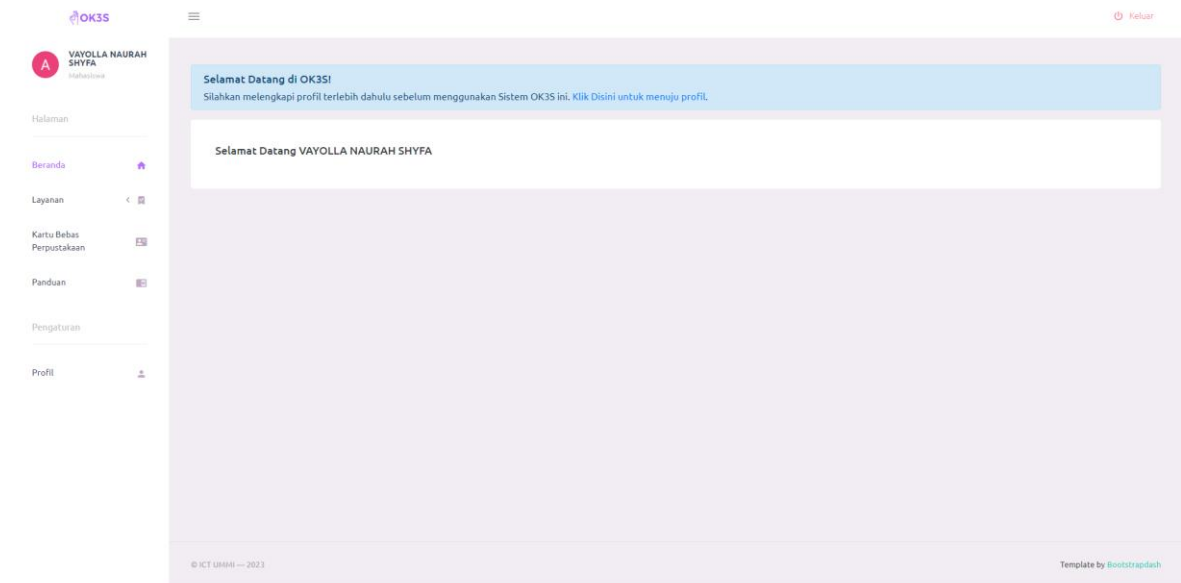 OK3S
Keluar
A
VAYOLLA NAURAH
SHYFA
Mahasiswa
Selamat Datang di OK3S!
Silahkan melengkapi profil terlebih dahulu sebelum menggunakan Sistem OK3S ini. Klik Disini untuk menuju profil.
Selamat Datang VAYOLLA NAURAH SHYFA
Halaman
Beranda
Layanan
Kartu Bebas
Perpustakaan
Panduan
Pengaturan
Profil
© ICT UMMI — 2023
Template by Bootstrapdash